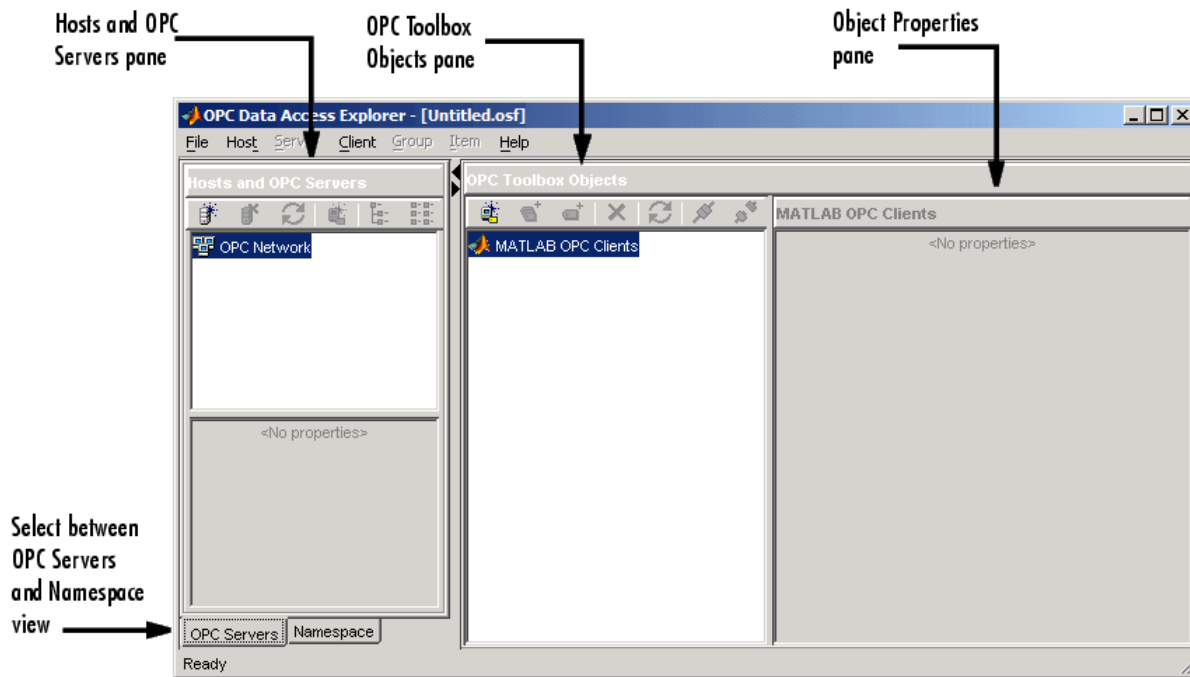 Hosts and OPC
Servers pane
OPC Toolbox
Objects pane
Object Properties
pane
OPC Data Access Explorer - [Untitled.osf]
File Host Client Group Item Help
Hosts and OPC Servers
OPC Toolbox Objects
MATLAB OPC Clients
OPC Network
MATLAB OPC Clients
<No properties>
<No properties>
Select between
OPC Servers
and Namespace
view
OPC Servers Namespace
Ready